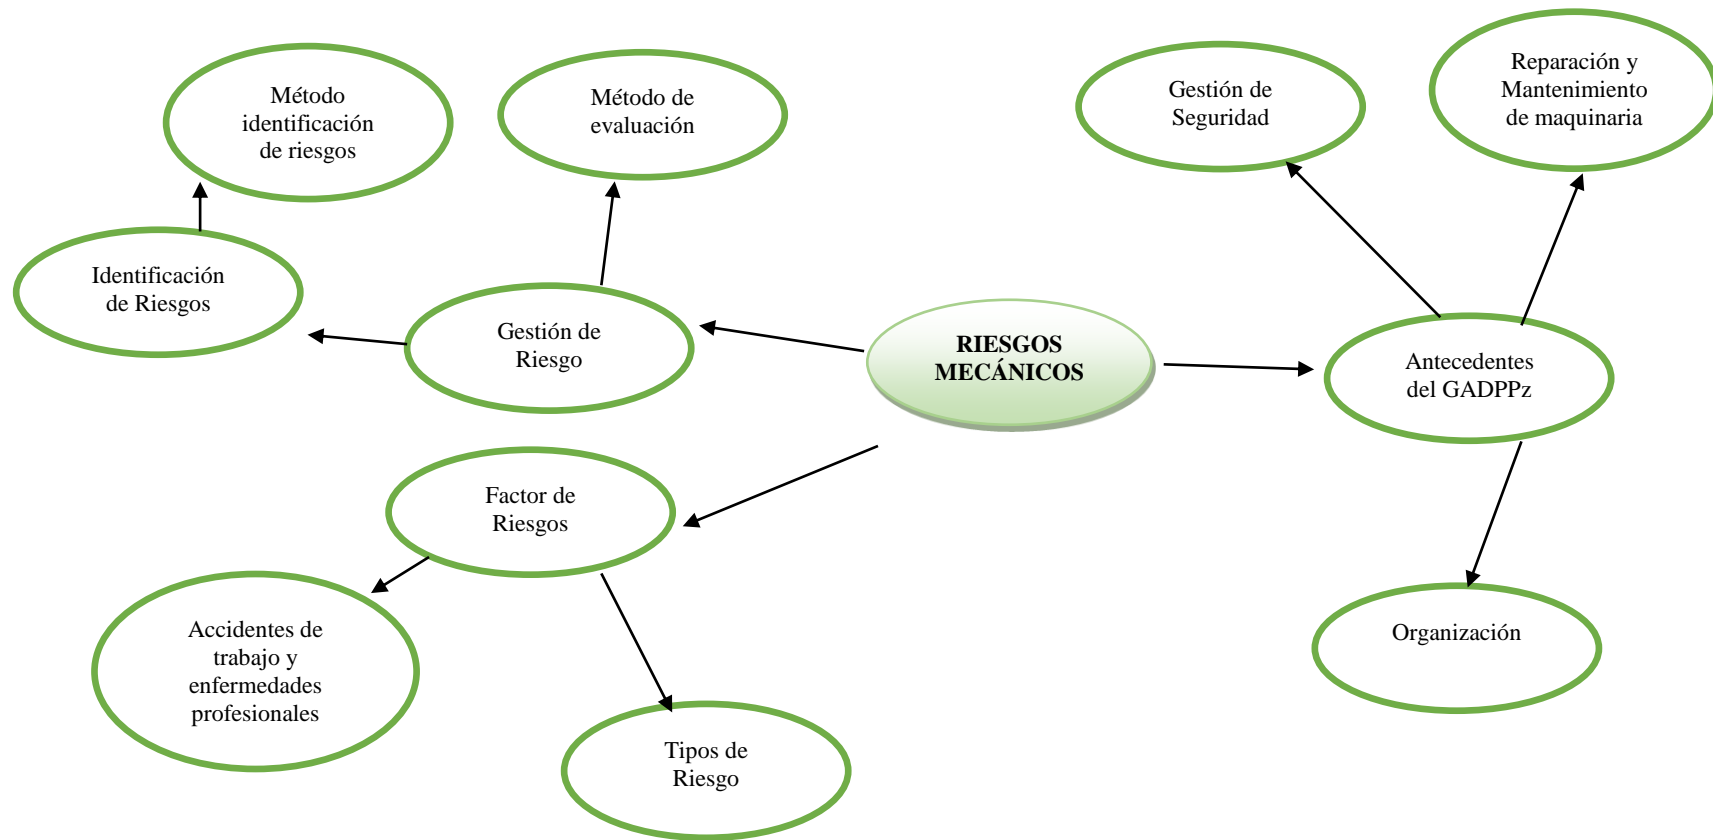 Método
identificación
de riesgos
Método de
evaluación
Gestión de
Seguridad
Reparación y
Mantenimiento
de maquinaria
Identificación
de Riesgos
Gestión de
Riesgo
RIESGOS
MECÁNICOS
Antecedentes
del GADPPz
Factor de
Riesgos
Accidentes de
trabajo y
enfermedades
profesionales
Organización
Tipos de
Riesgo